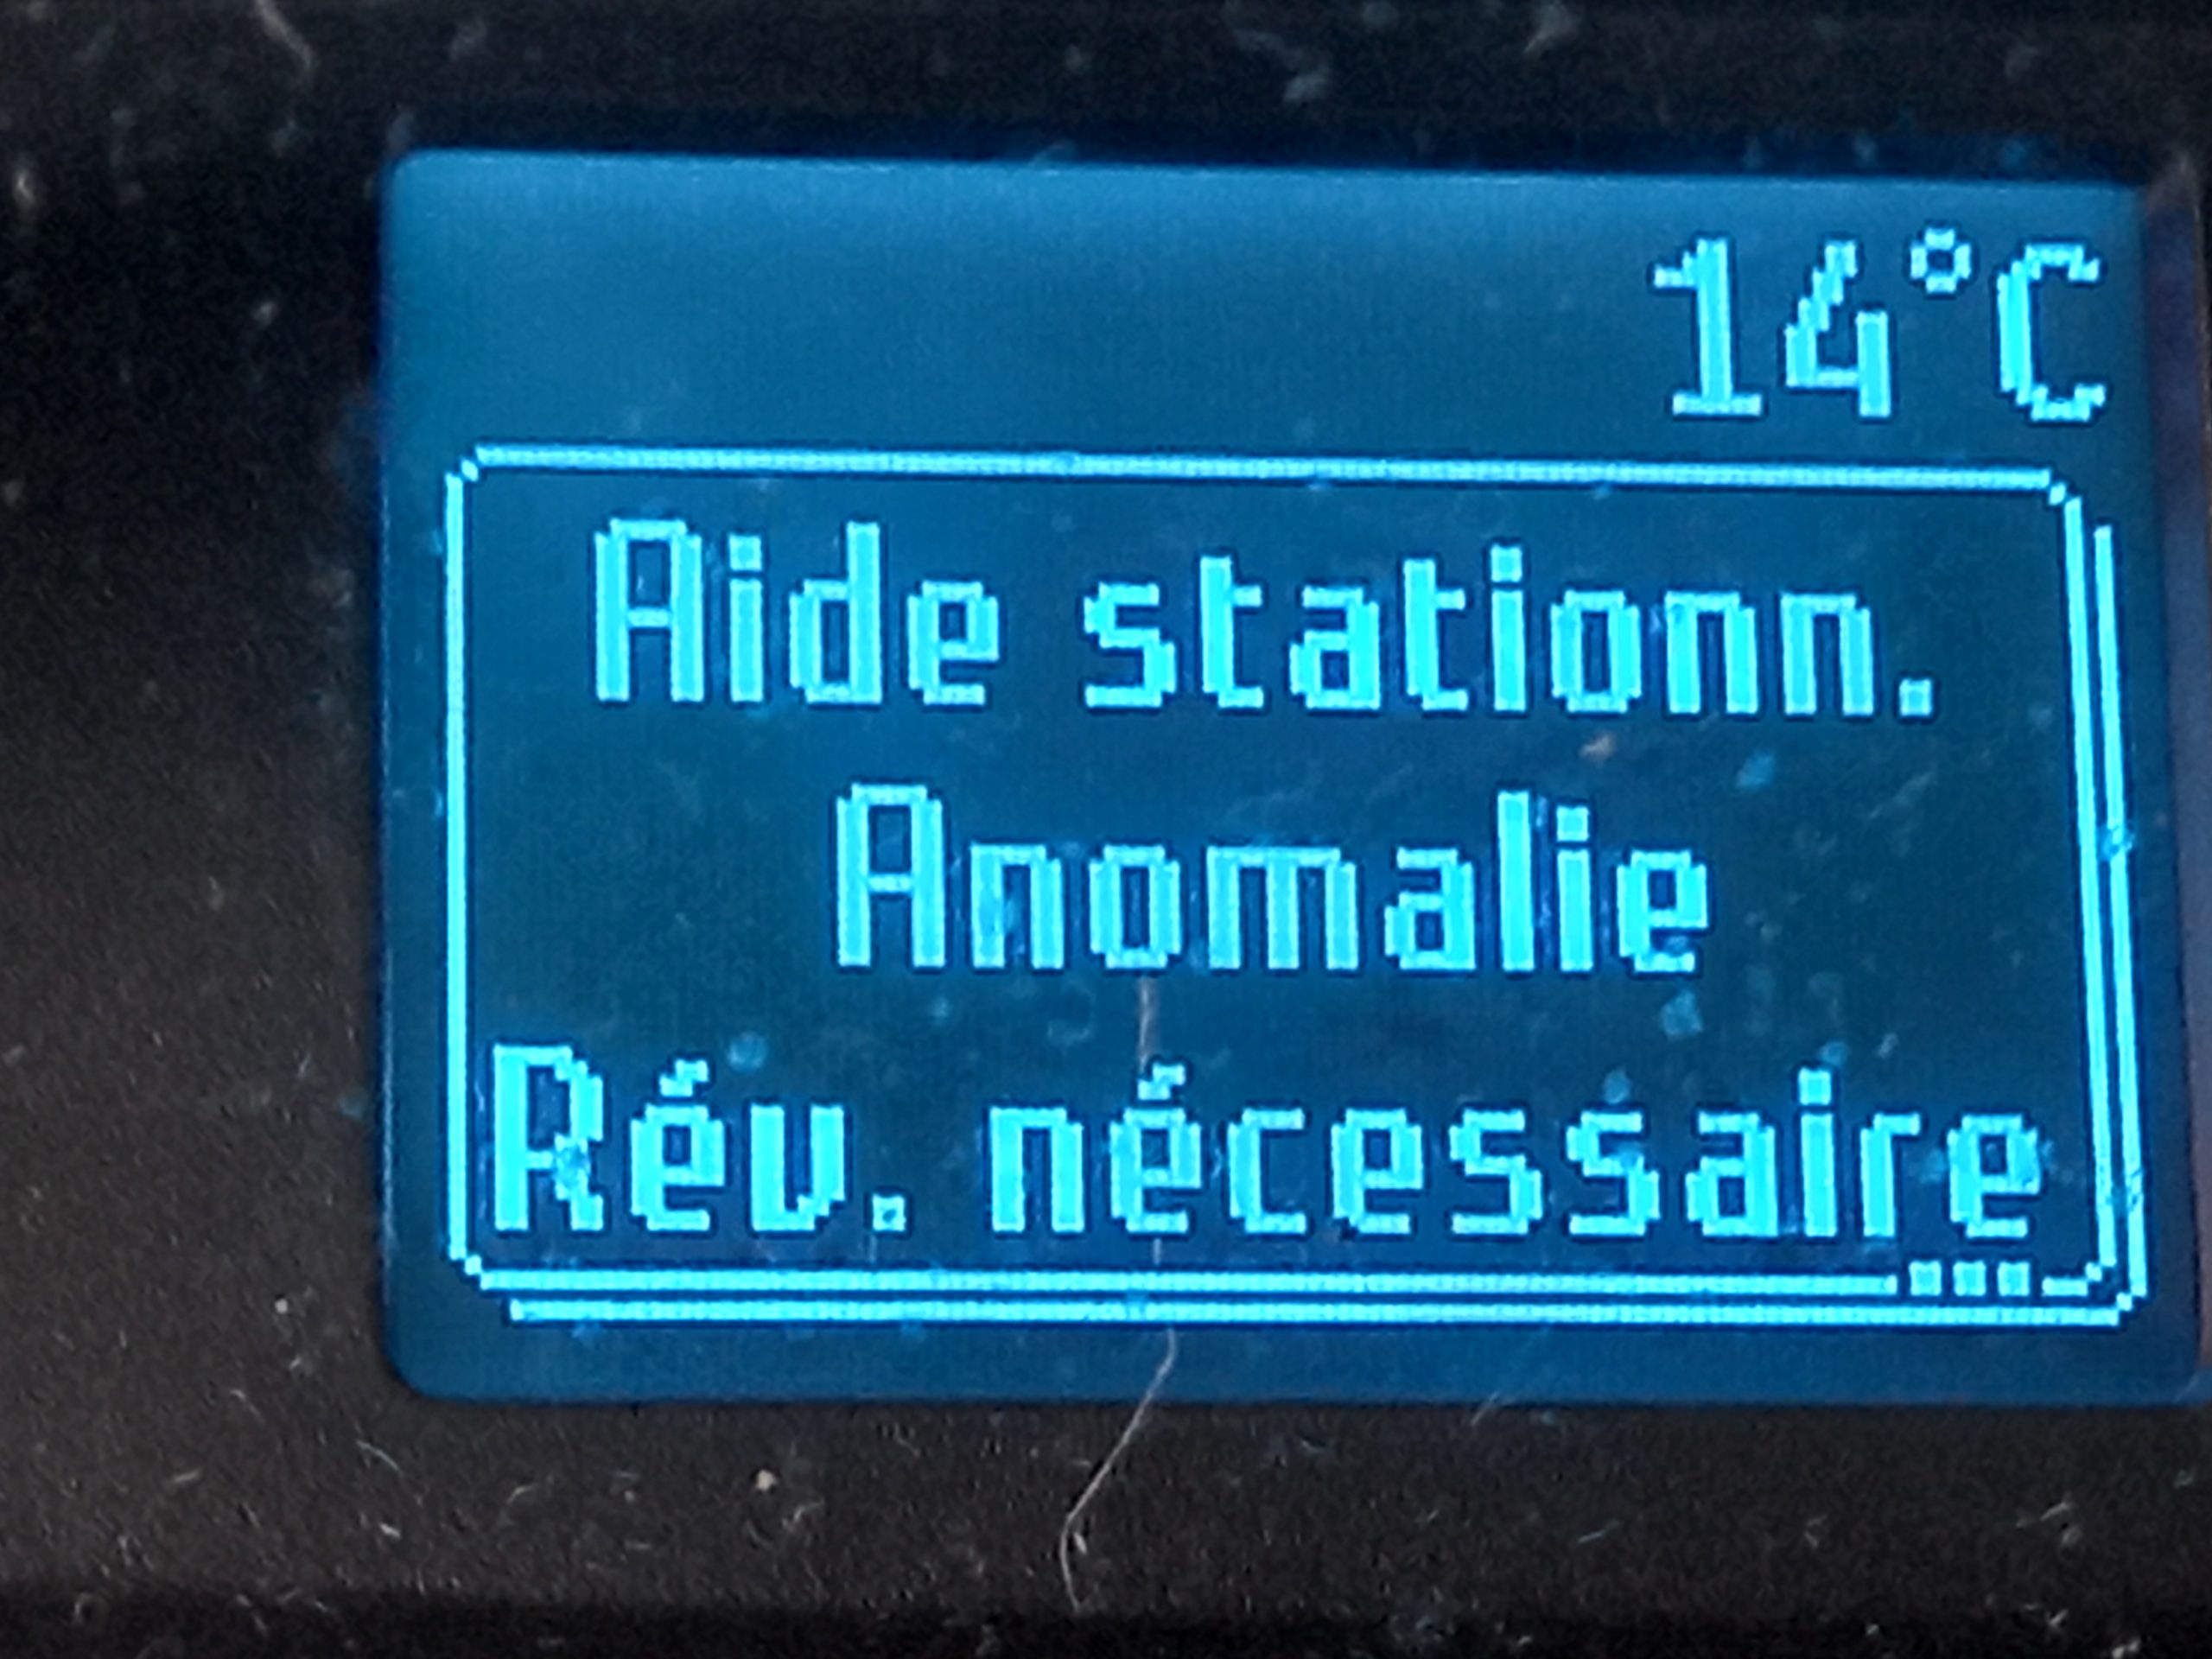 14°C
Aide stationn.
Anomalie
Rév. nécessaire